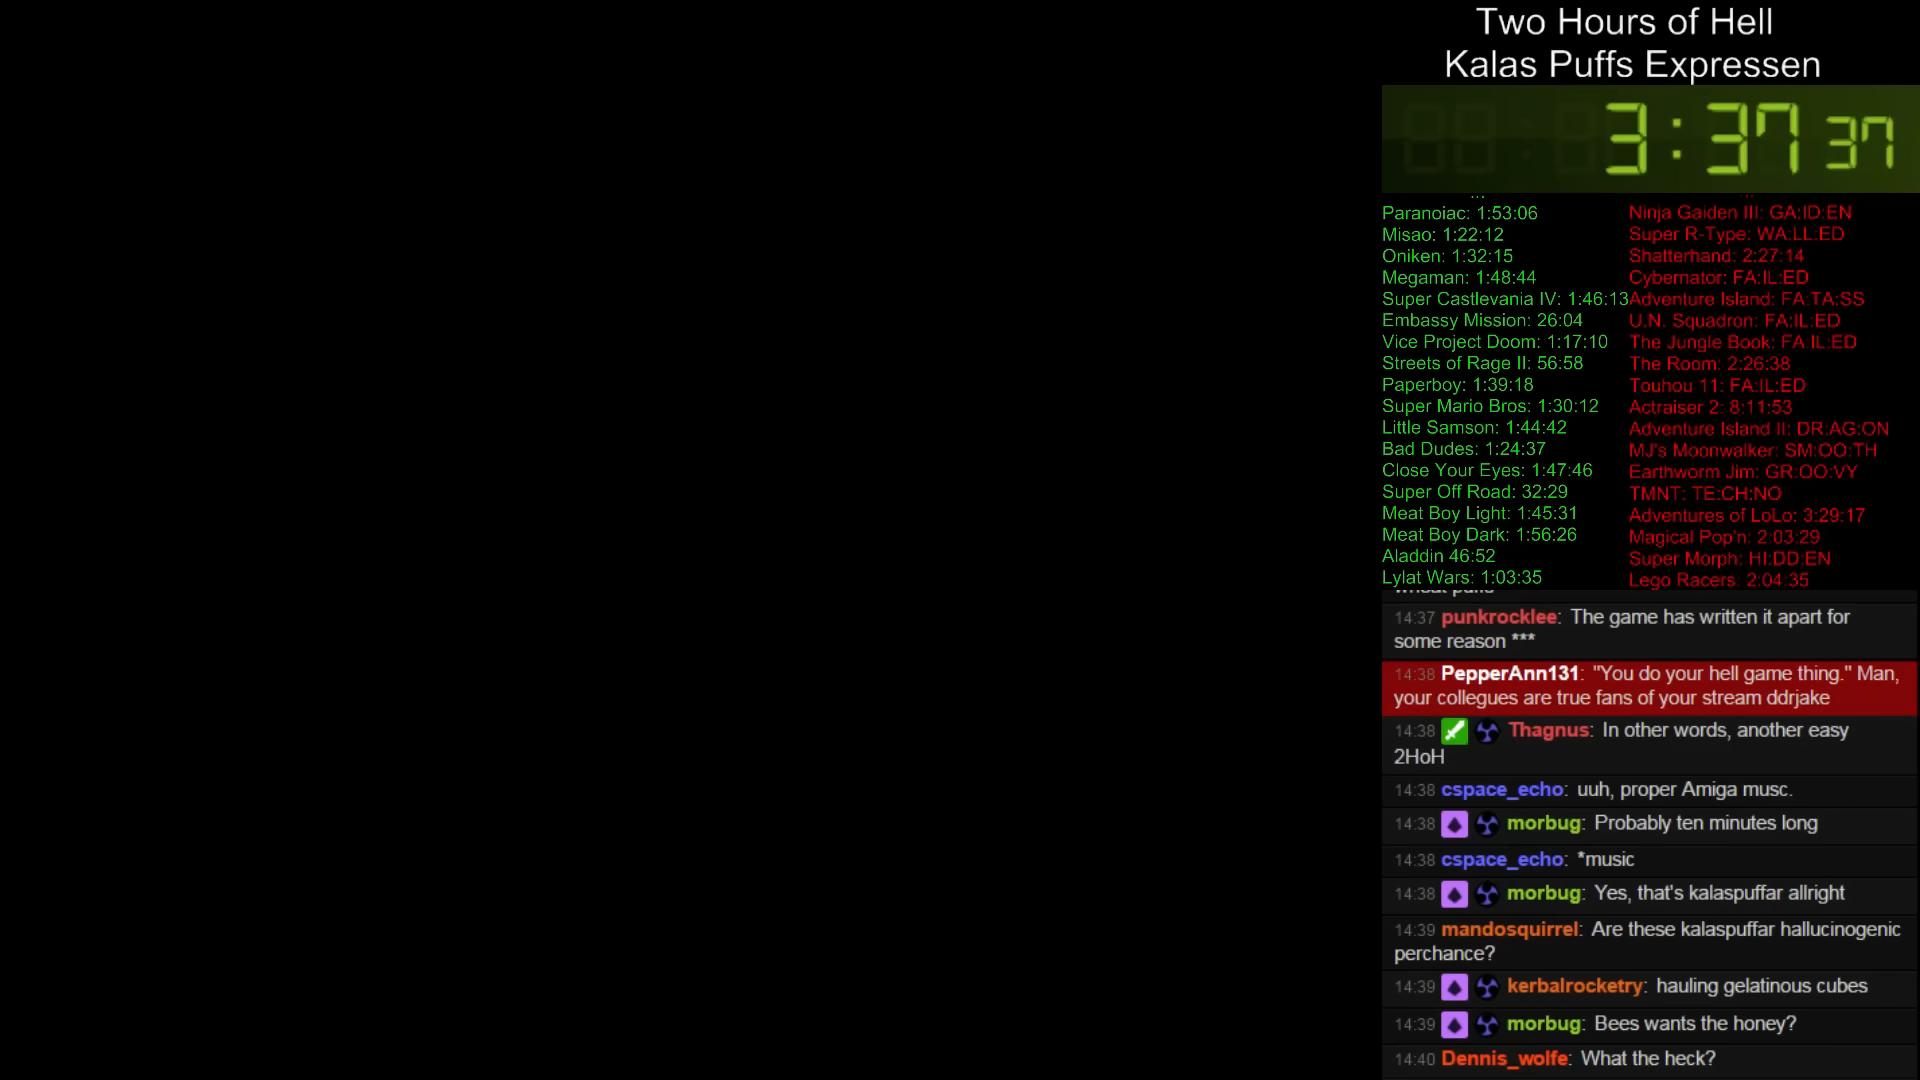 Two Hours of Hell
Kalas Puffs Expressen
3:37 37
Paranoiac: 1:53:06
Misao: 1:22:12
Oniken: 1:32:15
Megaman: 1:48:44
Super Castlevania IV: 1:46:13
Embassy Mission: 26:04
Vice Project Doom: 1:17:10
Streets of Rage II: 56:58
Paperboy: 1:39:18
Super Mario Bros: 1:30:12
Little Samson: 1:44:42
Bad Dudes: 1:24:37
Close Your Eyes: 1:47:46
Super Off Road: 32:29
Meat Boy Light: 1:45:31
Meat Boy Dark: 1:56:26
Aladdin 46:52
Lylat Wars: 1:03:35
Ninja Gaiden III: GA:ID:EN
Super R-Type: WA:LL:ED
Shatterhand: 2:27:14
Cybernator: FA:IL:ED
Adventure Island: FA:TA:SS
U.N. Squadron: FA:IL:ED
The Jungle Book: FA:IL:ED
The Room: 2:26:38
Touhou 11: FA:IL:ED
Actraiser 2: 8:11:53
Adventure Island II: DR:AG:ON
MJ's Moonwalker: SM:OO:TH
Earthworm Jim: GR:OO:VY
TMNT: TE:CH:NO
Adventures of LoLo: 3:29:17
Magical Pop'n: 2:03:29
Super Morph: HI:DD:EN
Lego Racers: 2:04:35
14:37 punkrocklee: The game has written it apart for
some reason ***
14:38 PepperAnn131: "You do your hell game thing." Man,
your collegues are true fans of your stream ddrjake
14:38 Thagnus: In other words, another easy
2HoH
14:38 cspace_echo: uuh, proper Amiga musc.
14:38 morbug: Probably ten minutes long
14:38 cspace_echo: *music
14:38 morbug: Yes, that's kalaspuffar allright
14:39 mandosquirrel: Are these kalaspuffar hallucinogenic
perchance?
14:39 kerbalrocketry: hauling gelatinous cubes
14:39 morbug: Bees wants the honey?
14:40 Dennis_wolfe: What the heck?